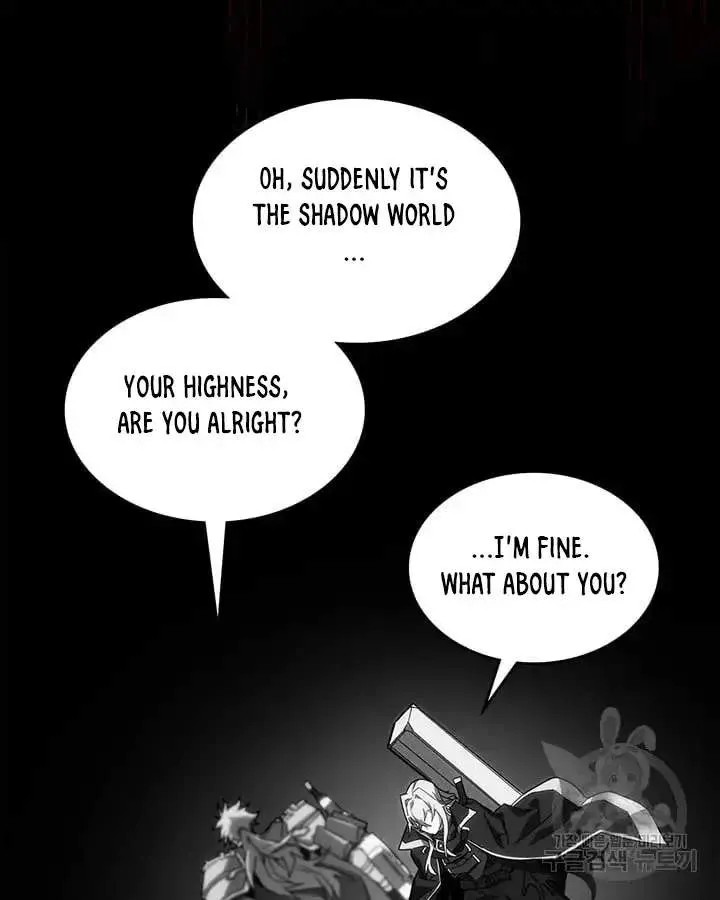 OH, SUDDENLY IT'S
THE SHADOW WORLD
...
YOUR HIGHNESS,
ARE YOU ALRIGHT?
...I'M FINE.
WHAT ABOUT YOU?
구글검색 뉴토끼